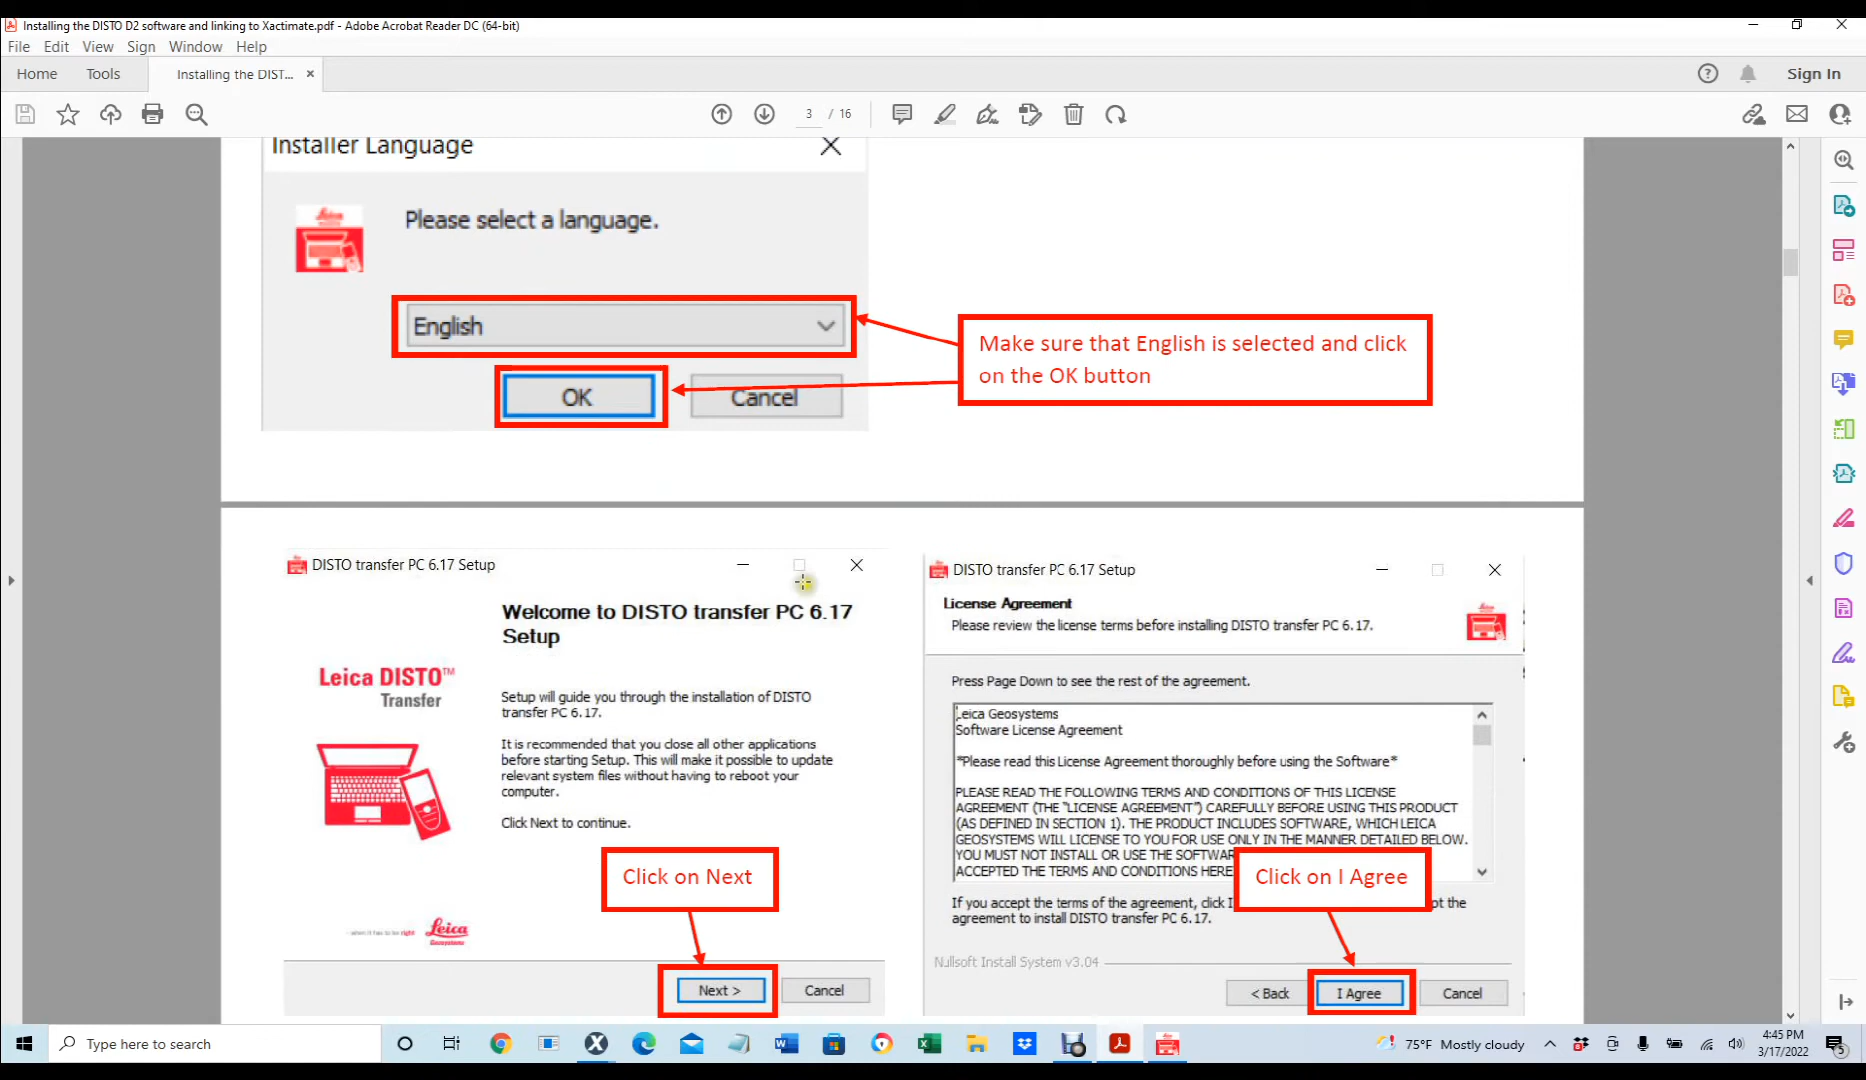 Installing the DISTO D2 software and linking to Xactimate.pdf - Adobe Acrobat Reader DC (64-bit)
File Edit View Sign Window Help
Home Tools Installing the DIST... × Sign In
3 / 16
Installer Language
Please select a language.
English
OK Cancel
Make sure that English is selected and click
on the OK button
DISTO transfer PC 6.17 Setup
Welcome to DISTO transfer PC 6.17
Setup
Leica DISTO™
Transfer
Setup will guide you through the installation of DISTO
transfer PC 6.17.
It is recommended that you close all other applications
before starting Setup. This will make it possible to update
relevant system files without having to reboot your
computer.
Click Next to continue.
Click on Next
- when it has to be right
Leica
Geosystems
Next > Cancel
DISTO transfer PC 6.17 Setup
License Agreement
Please review the license terms before installing DISTO transfer PC 6.17.
Press Page Down to see the rest of the agreement.
Leica Geosystems
Software License Agreement
*Please read this License Agreement thoroughly before using the Software*
PLEASE READ THE FOLLOWING TERMS AND CONDITIONS OF THIS LICENSE
AGREEMENT (THE "LICENSE AGREEMENT") CAREFULLY BEFORE USING THIS PRODUCT
(AS DEFINED IN SECTION 1). THE PRODUCT INCLUDES SOFTWARE, WHICH LEICA
GEOSYSTEMS WILL LICENSE TO YOU FOR USE ONLY IN THE MANNER DETAILED BELOW.
YOU MUST NOT INSTALL OR USE THE SOFTWAR
ACCEPTED THE TERMS AND CONDITIONS HERE
Click on I Agree
If you accept the terms of the agreement, click I pt the
agreement to install DISTO transfer PC 6.17.
Nullsoft Install System v3.04
< Back I Agree Cancel
Type here to search
75°F Mostly cloudy
4:45 PM
3/17/2022
5